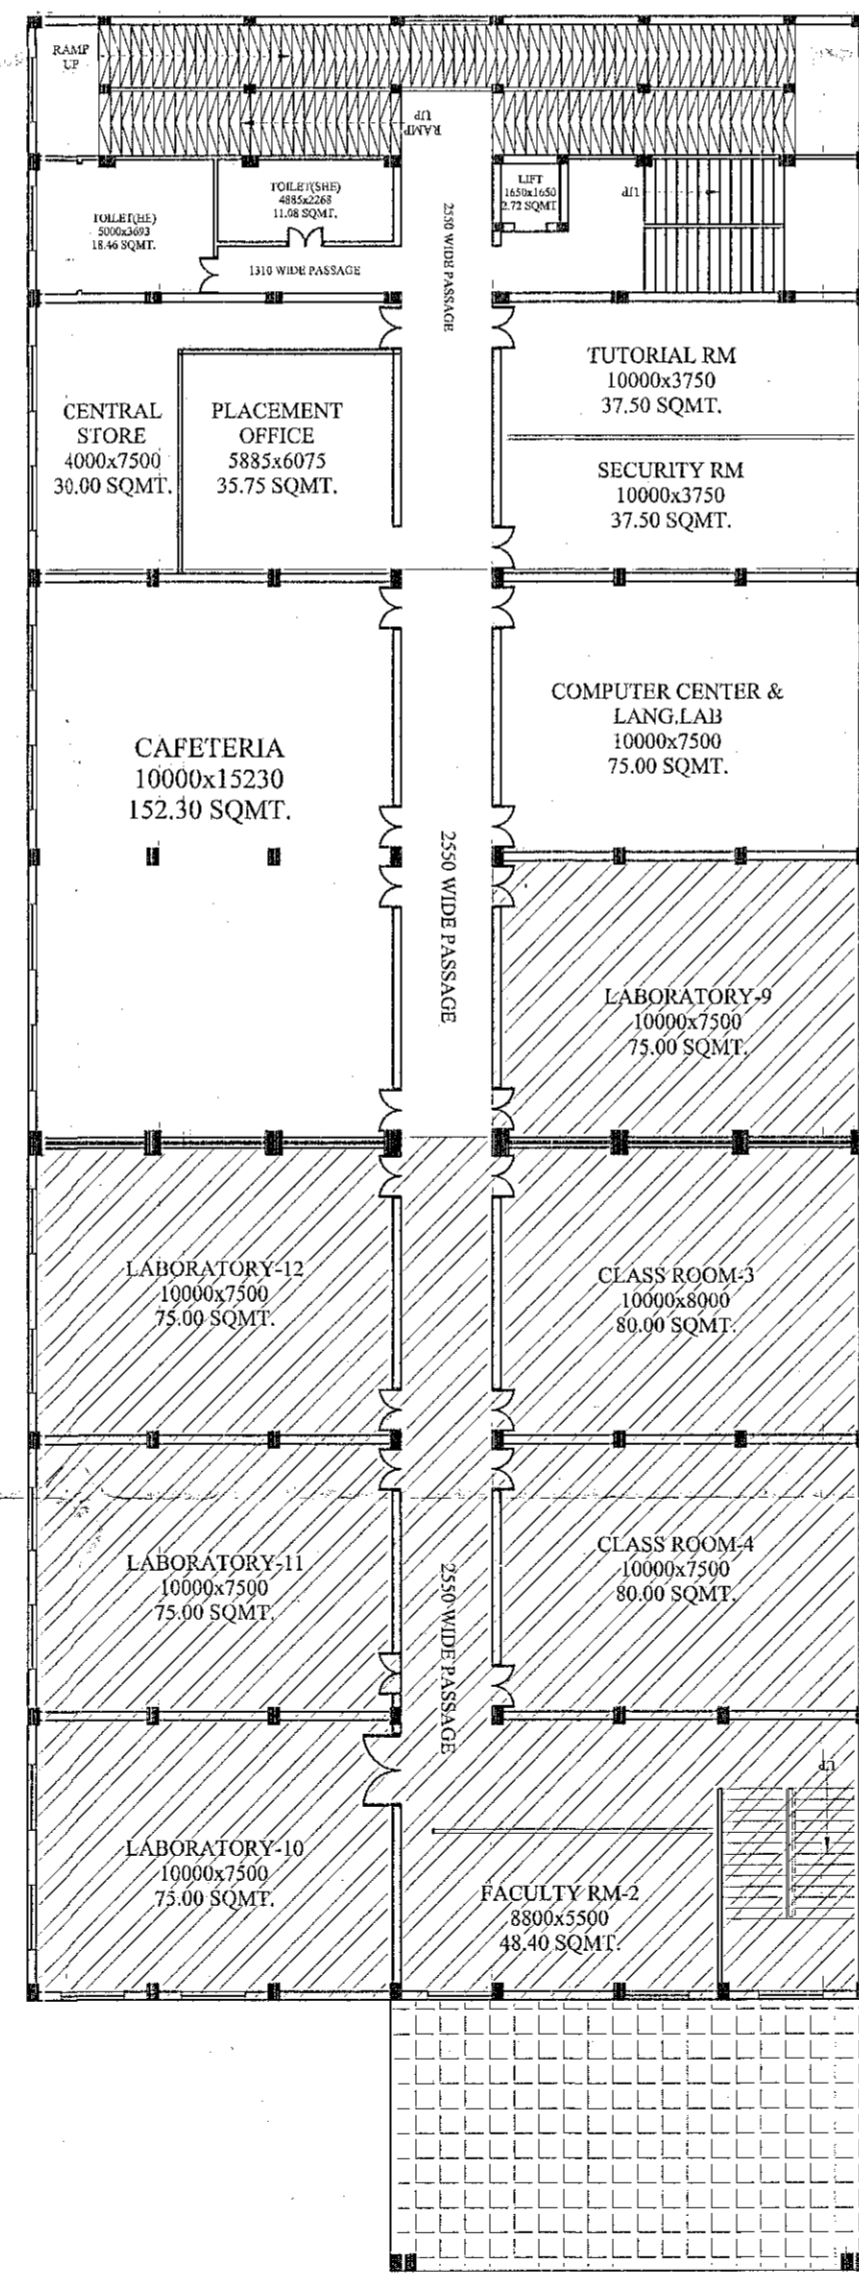 RAMP
UP
RAMP
UP
TOILET(HE)
5000x3693
18.46 SQMT.
TOILET(SHE)
4885x2268
11.08 SQMT.
1310 WIDE PASSAGE
2550 WIDE PASSAGE
LIFT
1650x1650
2.72 SQMT
UP
CENTRAL
STORE
4000x7500
30.00 SQMT.
PLACEMENT
OFFICE
5885x6075
35.75 SQMT.
TUTORIAL RM
10000x3750
37.50 SQMT.
SECURITY RM
10000x3750
37.50 SQMT.
CAFETERIA
10000x15230
152.30 SQMT.
2550 WIDE PASSAGE
COMPUTER CENTER &
LANG.LAB
10000x7500
75.00 SQMT.
LABORATORY-9
10000x7500
75.00 SQMT.
LABORATORY-12
10000x7500
75.00 SQMT.
CLASS ROOM-3
10000x8000
80.00 SQMT.
LABORATORY-11
10000x7500
75.00 SQMT.
2550 WIDE PASSAGE
CLASS ROOM-4
10000x7500
80.00 SQMT.
UP
LABORATORY-10
10000x7500
75.00 SQMT.
FACULTY RM-2
8800x5500
48.40 SQMT.